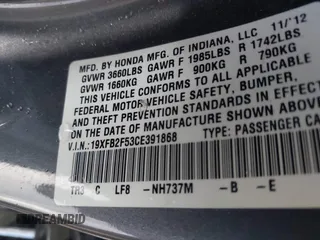 MFD. BY HONDA MFG. OF INDIANA, LLC 11/'12
GVWR 3660LBS GAWR F 1985LBS R 1742LBS
GVWR 1660KG GAWR F 900KG R 790KG
THIS VEHICLE CONFORMS TO ALL APPLICABLE
FEDERAL MOTOR VEHICLE SAFETY, BUMPER
AND THEFT PREVENTION STANDARDS IN EFFECT
ON THE DATE OF MANUFACTURE SHOWN ABOVE
V.I.N.: 19XFB2F53CE391868 TYPE: PASSENGER CA
TR3 C LF8 -NH737M -B -E